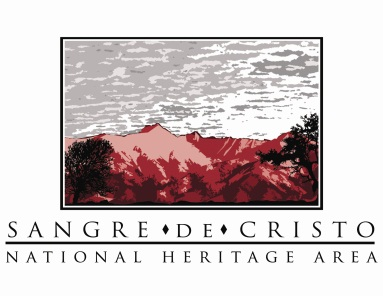 SANGRE ♦ DE ♦ CRISTO
NATIONAL HERITAGE AREA